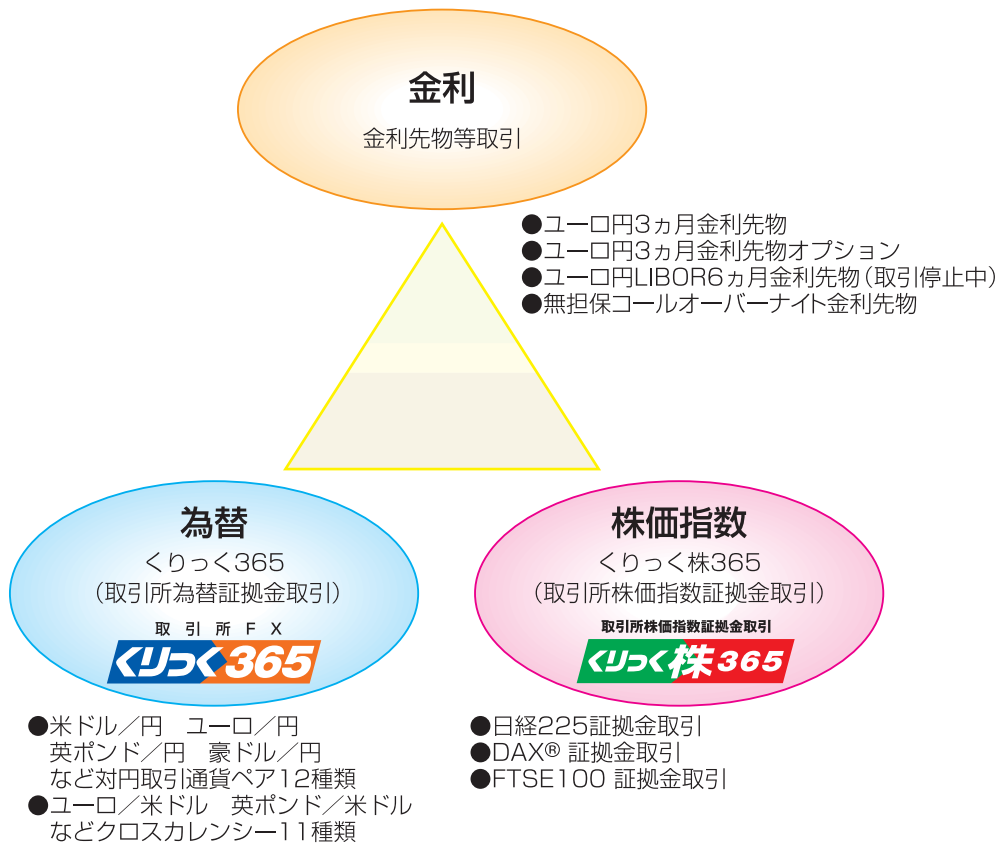 金利
金利先物等取引
●ユーロ円3ヵ月金利先物
●ユーロ円3ヵ月金利先物オプション
●ユーロ円LIBOR6ヵ月金利先物(取引停止中)
●無担保コールオーバーナイト金利先物
為替
くりっく365
(取引所為替証拠金取引)
取引所FX
くりっく365
●米ドル/円 ユーロ/円
英ポンド/円 豪ドル/円
など対円取引通貨ペア12種類
●ユーロ/米ドル 英ポンド/米ドル
などクロスカレンシー11種類
株価指数
くりっく株365
(取引所株価指数証拠金取引)
取引所株価指数証拠金取引
くりっく株365
●日経225証拠金取引
●DAX® 証拠金取引
●FTSE100 証拠金取引